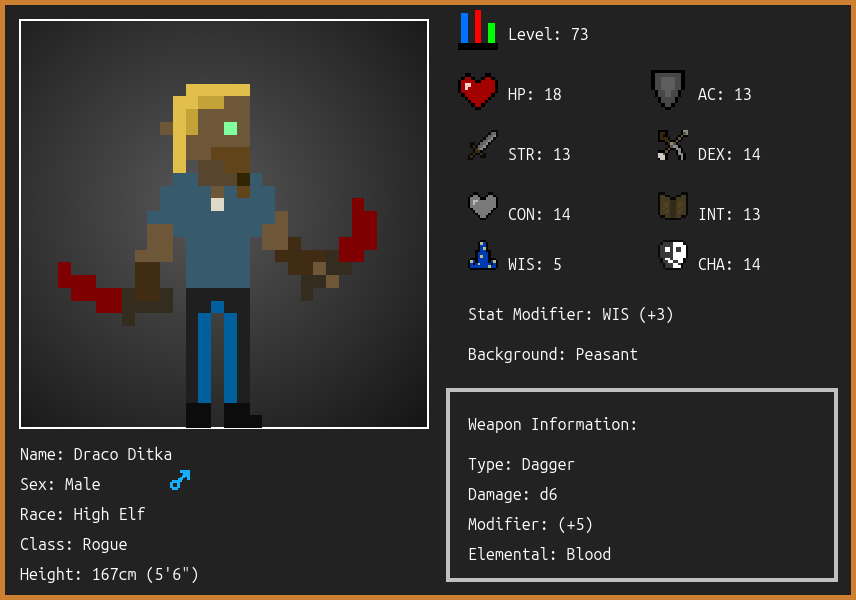 Level: 73
HP: 18
AC: 13
STR: 13
DEX: 14
CON: 14
INT: 13
WIS: 5
CHA: 14
Stat Modifier: WIS (+3)
Background: Peasant
Weapon Information:
Type: Dagger
Damage: d6
Modifier: (+5)
Elemental: Blood
Name: Draco Ditka
Sex: Male
Race: High Elf
Class: Rogue
Height: 167cm (5'6")